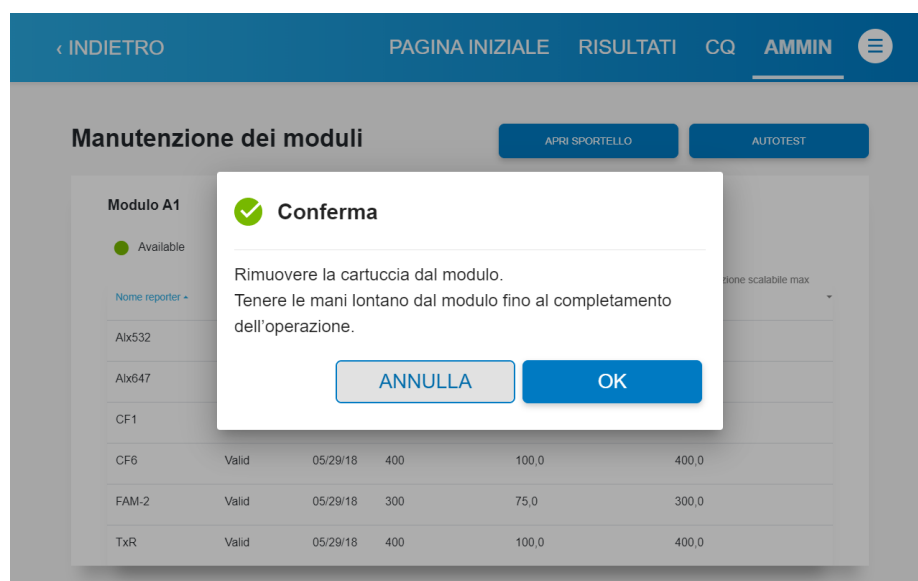 ‹ INDIETRO PAGINA INIZIALE RISULTATI CQ AMMIN
Manutenzione dei moduli APRI SPORTELLO AUTOTEST
Modulo A1
Available
Nome reporter zione scalabile max
Alx532
Alx647
CF1
Conferma
Rimuovere la cartuccia dal modulo.
Tenere le mani lontano dal modulo fino al completamento
dell'operazione.
ANNULLA OK
CF6 Valid 05/29/18 400 100,0 400,0
FAM-2 Valid 05/29/18 300 75,0 300,0
TxR Valid 05/29/18 400 100,0 400,0